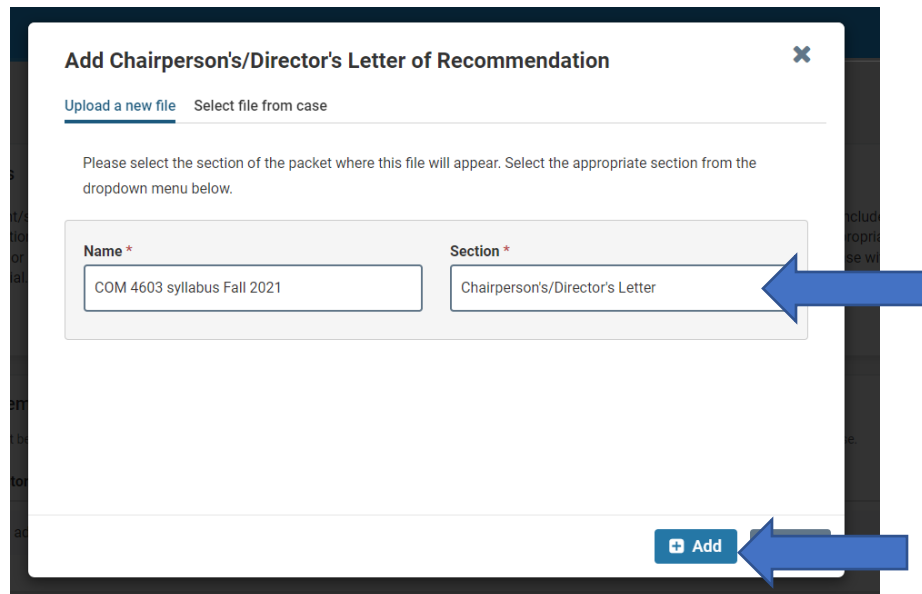 Add Chairperson's/Director's Letter of Recommendation
Upload a new file Select file from case
Please select the section of the packet where this file will appear. Select the appropriate section from the
dropdown menu below.
Name * Section *
COM 4603 syllabus Fall 2021 Chairperson's/Director's Letter
Add